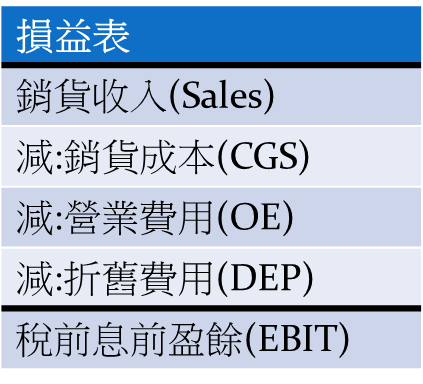 損益表
銷貨收入(Sales)
減:銷貨成本(CGS)
減:營業費用(OE)
減:折舊費用(DEP)
稅前息前盈餘(EBIT)